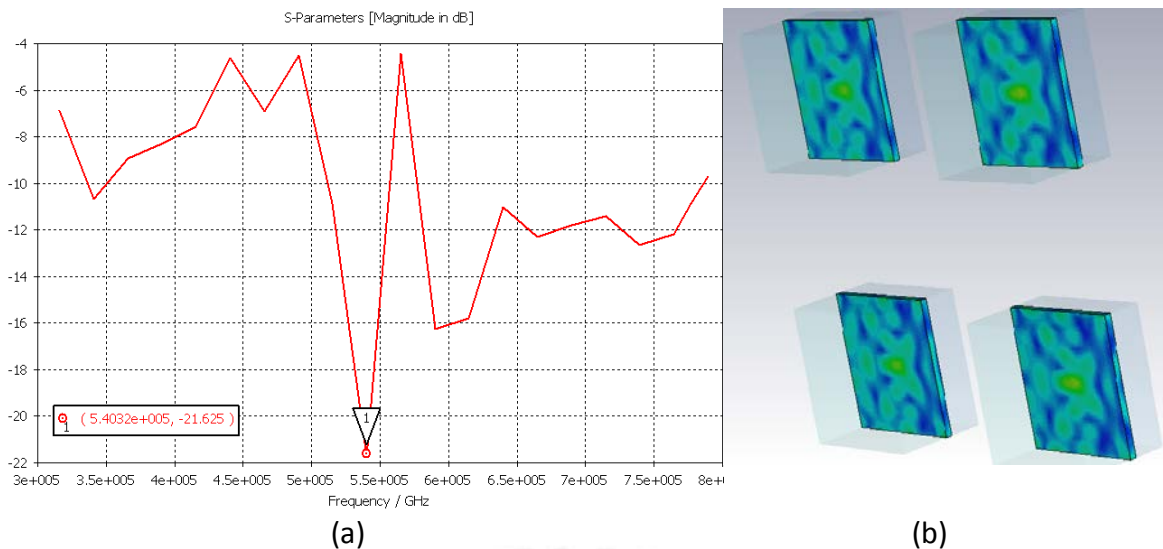 S-Parameters [Magnitude in dB]
-4
-6
-8
-10
-12
-14
-16
-18
-20
-22
1
1 ( 5.4032e+005, -21.625 )
3e+005 3.5e+005 4e+005 4.5e+005 5e+005 5.5e+005 6e+005 6.5e+005 7e+005 7.5e+005 8e+(
Frequency / GHz
(a) (b)